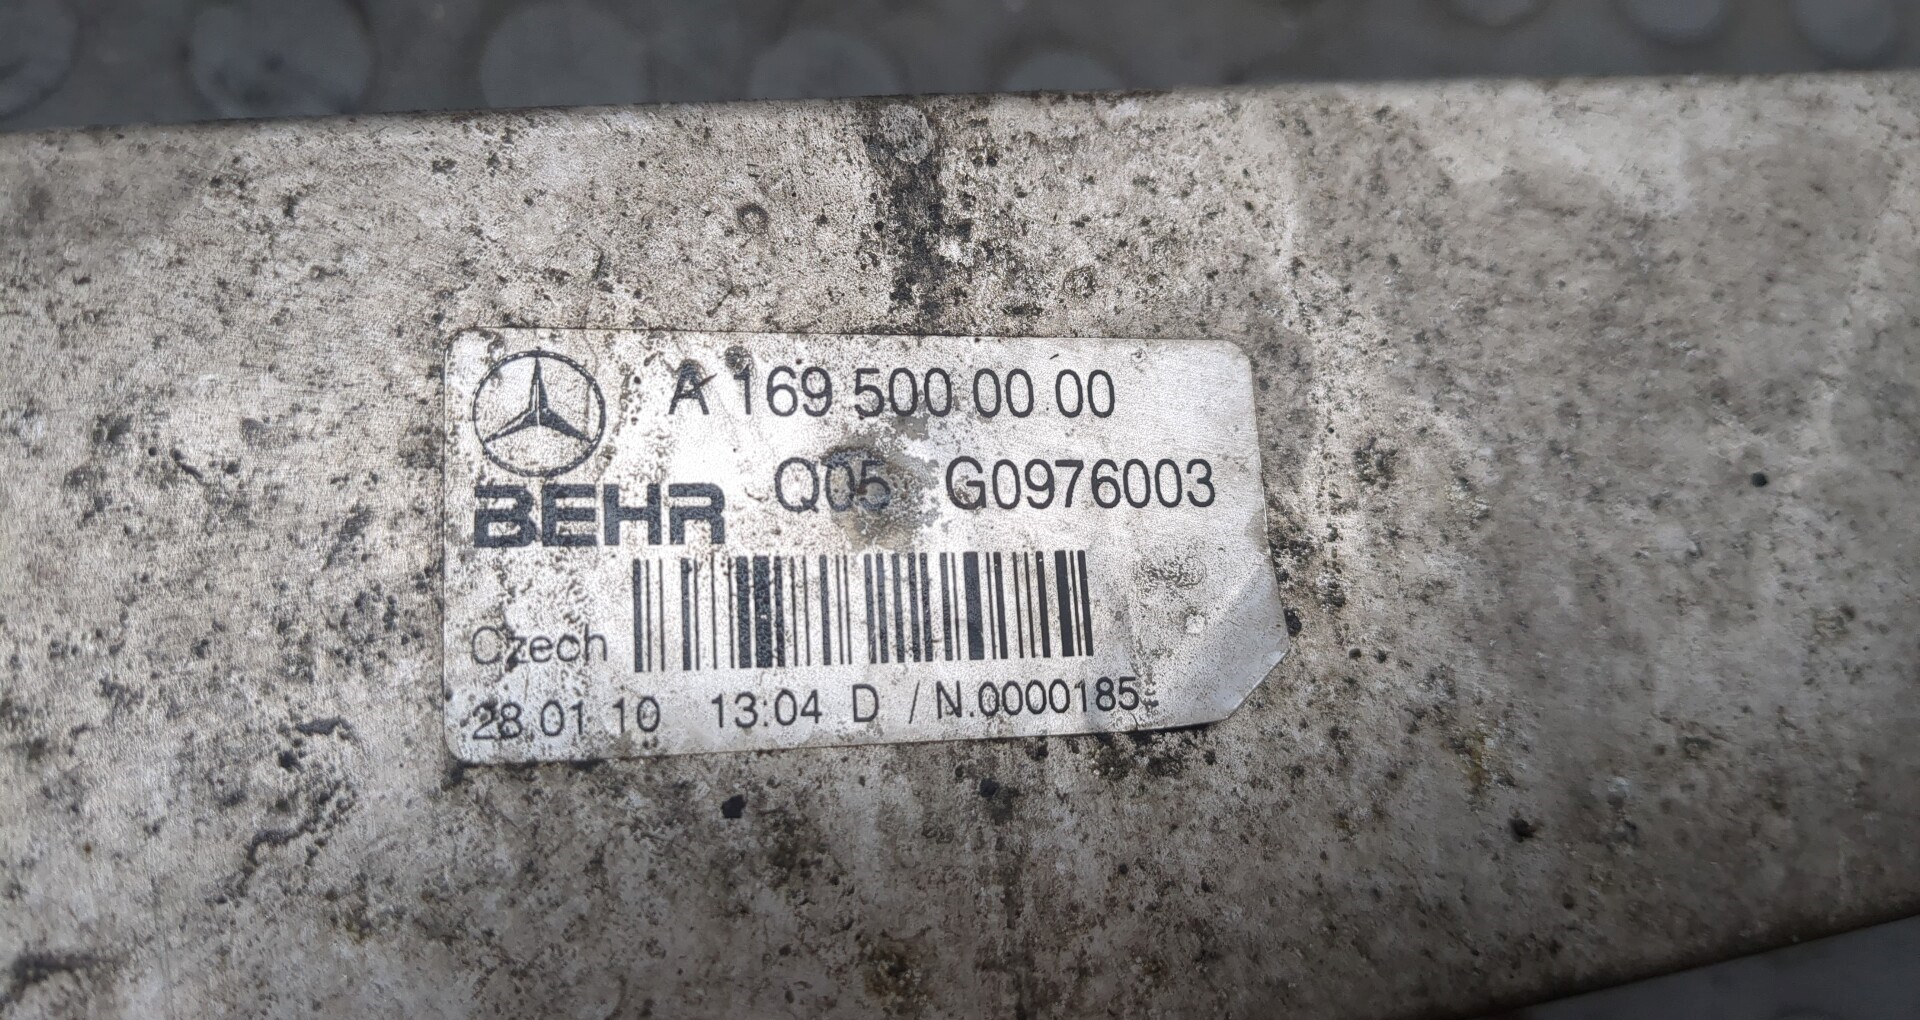 A 169 500 00 00
Q05 G0976003
BEHR
Czech
28.01.10 13:04 D / N.0000185